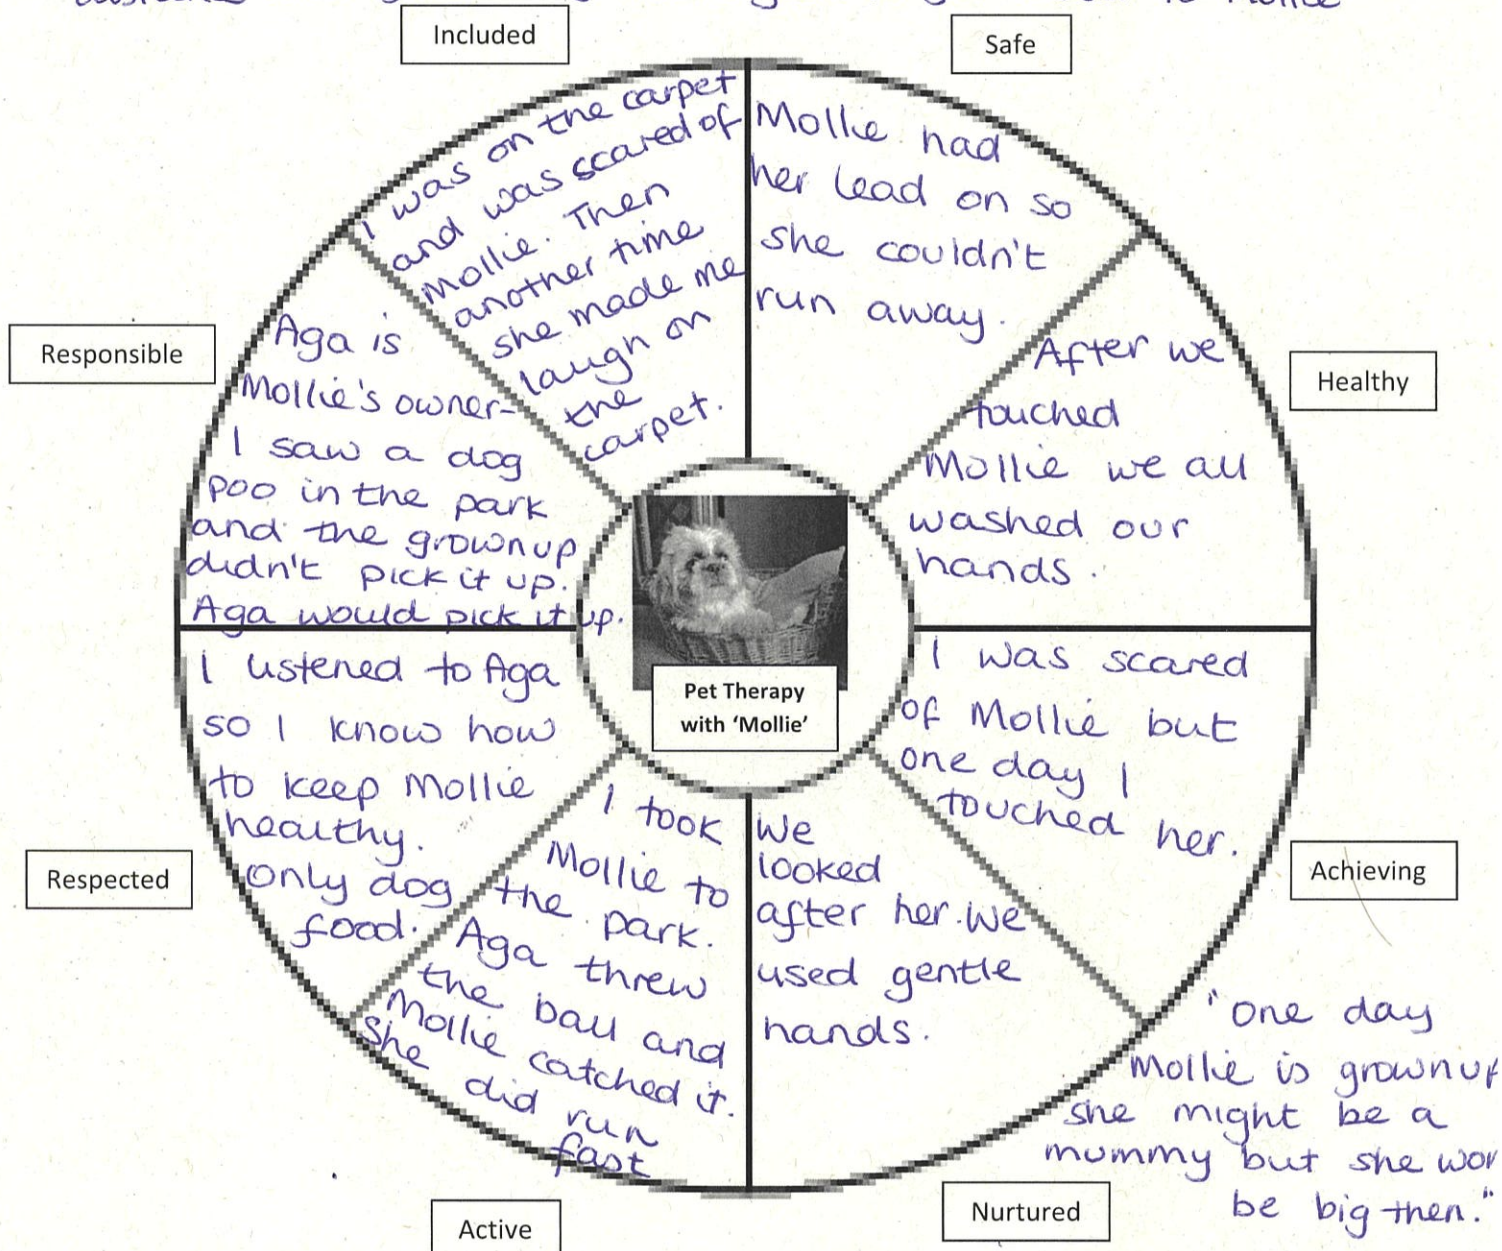 to Mollie
Included
I was on the carpet
and was scared of
Mollie. Then
another time
she made me
laugh on
the
carpet.
Safe
Mollie had
her lead on so
she couldn't
run away.
Healthy
After we
touched
Mollie we all
washed our
hands.
Achieving
I was scared
of Mollie but
one day I
touched her.
Nurtured
We
looked
after her. We
used gentle
hands.
"One day
Mollie is grownup
she might be a
mummy but she
be big then."
Active
I took
Mollie to
the park.
Aga threw
the ball and
Mollie catched it.
She did run
fast
Respected
I listened to Aga
so I know how
to keep Mollie
healthy.
only dog
food.
Responsible
Aga is
Mollie's owner-
I saw a dog
poo in the park
and the grownup
didn't pick it up.
Aga would pick it up.
Pet Therapy
with 'Mollie'